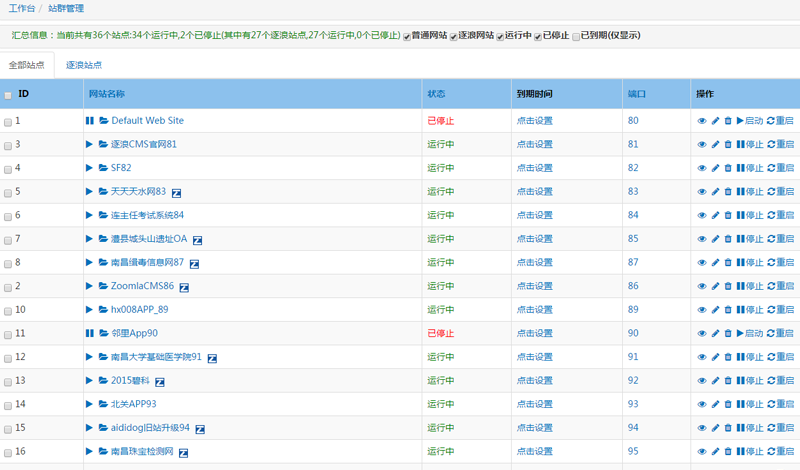 工作台 / 站群管理
汇总信息：当前共有36个站点:34个运行中,2个已停止(其中有27个逐浪站点,27个运行中,0个已停止) 普通网站 逐浪网站 运行中 已停止 已到期(仅显示)
全部站点 逐浪站点
ID 网站名称 状态 到期时间 端口 操作
1 Default Web Site 已停止 点击设置 80 启动 重启
3 逐浪CMS官网81 运行中 点击设置 81 停止 重启
4 SF82 运行中 点击设置 82 停止 重启
5 天天天水网83 运行中 点击设置 83 停止 重启
6 连主任考试系统84 运行中 点击设置 84 停止 重启
7 澧县城头山遗址OA 运行中 点击设置 85 停止 重启
8 南昌缉毒信息网87 运行中 点击设置 87 停止 重启
2 ZoomlaCMS86 运行中 点击设置 86 停止 重启
10 hx008APP_89 运行中 点击设置 89 停止 重启
11 邻里App90 已停止 点击设置 90 启动 重启
12 南昌大学基础医学院91 运行中 点击设置 91 停止 重启
13 2015碧科 运行中 点击设置 92 停止 重启
14 北关APP93 运行中 点击设置 93 停止 重启
15 aididog旧站升级94 运行中 点击设置 94 停止 重启
16 南昌珠宝检测网 运行中 点击设置 95 停止 重启